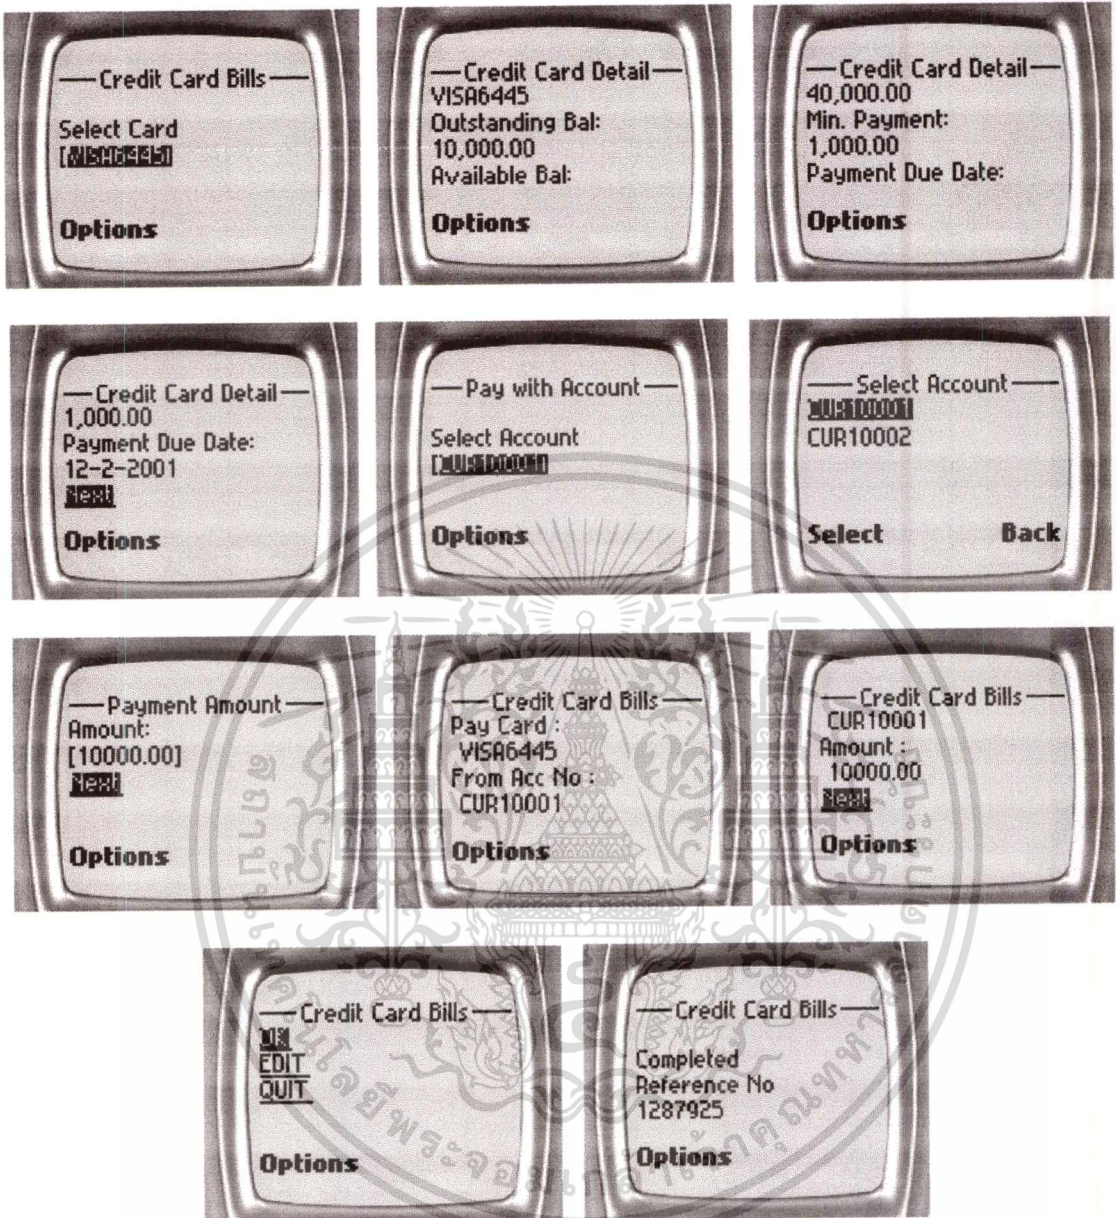 Credit Card Bills
Select Card
[VISA6445]
Options
Credit Card Detail
VISA6445
Outstanding Bal:
10,000.00
Available Bal:
Options
Credit Card Detail
40,000.00
Min. Payment:
1,000.00
Payment Due Date:
Options
Credit Card Detail
1,000.00
Payment Due Date:
12-2-2001
Next
Options
Pay with Account
Select Account
[CUR10001]
Options
Select Account
CUR10001
CUR10002
Select Back
Payment Amount
Amount:
[10000.00]
Next
Options
Credit Card Bills
Pay Card :
VISA6445
From Acc No :
CUR10001
Options
Credit Card Bills
CUR10001
Amount :
10000.00
Next
Options
Credit Card Bills
OK
EDIT
QUIT
Options
Credit Card Bills
Completed
Reference No
1287925
Options